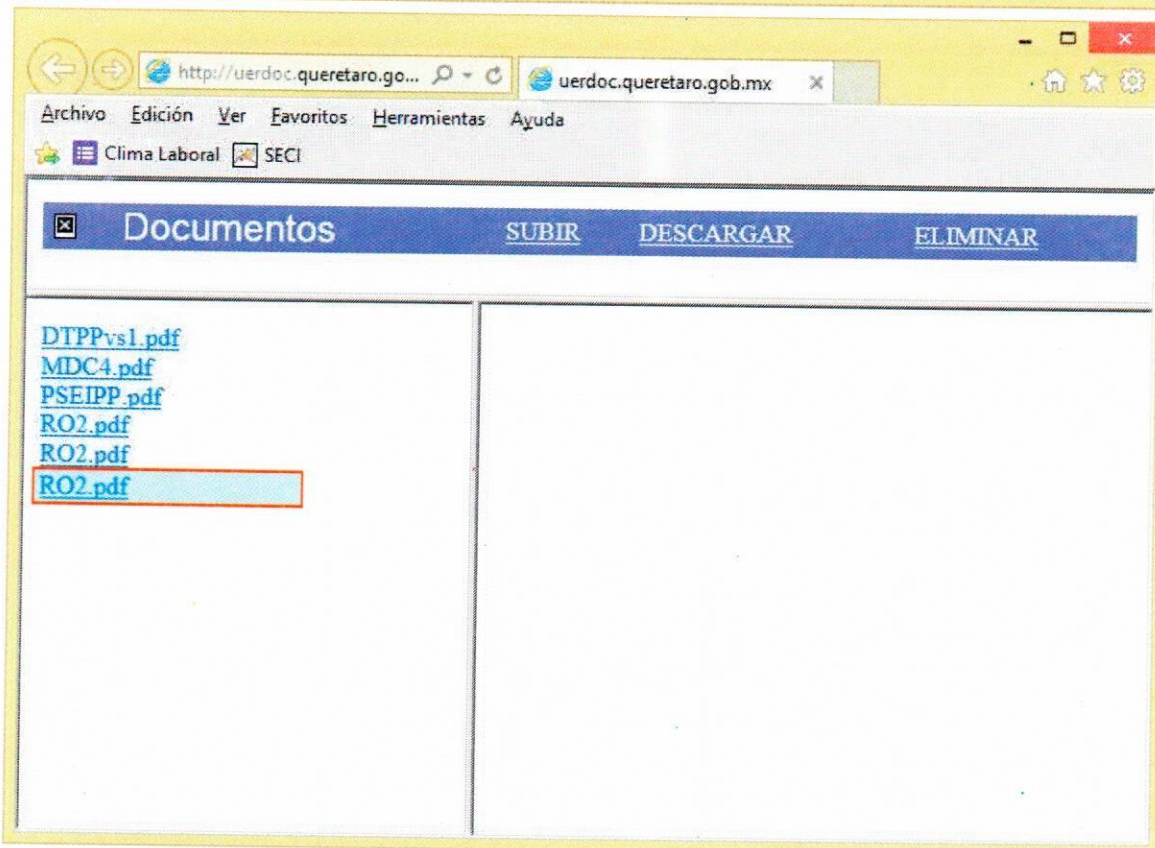 http://uerdoc.queretaro.go...
uerdoc.queretaro.gob.mx
Archivo Edición Ver Favoritos Herramientas Ayuda
Clima Laboral SECI
Documentos SUBIR DESCARGAR ELIMINAR
DTPPvs1.pdf
MDC4.pdf
PSEIPP.pdf
RO2.pdf
RO2.pdf
RO2.pdf